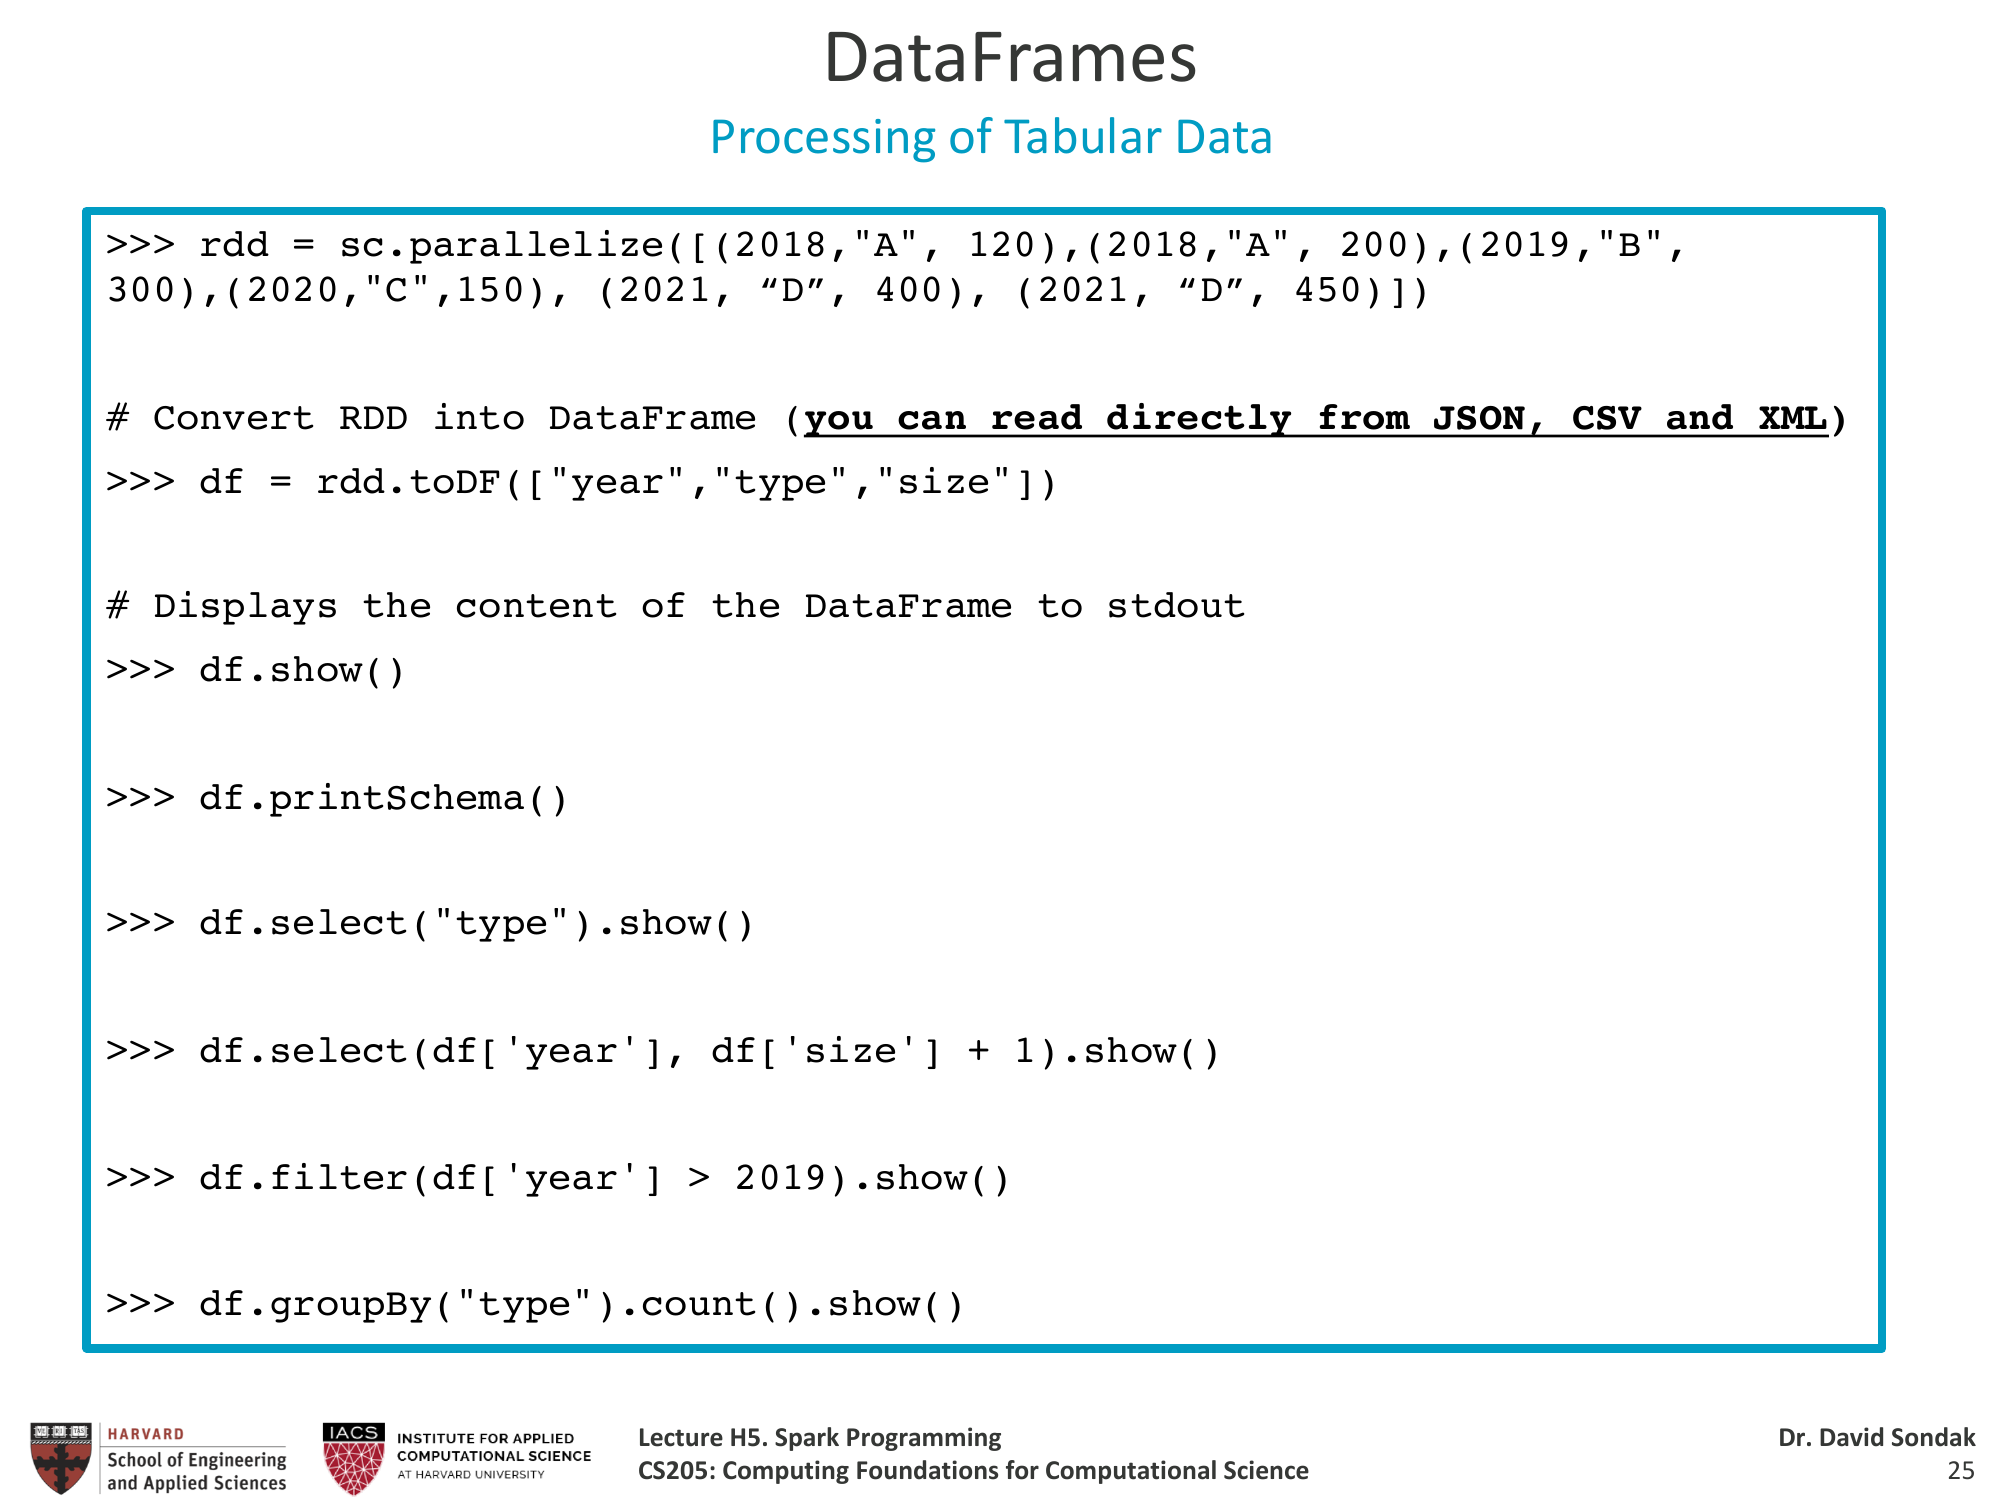 DataFrames
Processing of Tabular Data
>>> rdd = sc.parallelize([(2018,"A", 120),(2018,"A", 200),(2019,"B",
300),(2020,"C",150), (2021, “D”, 400), (2021, “D”, 450)])
# Convert RDD into DataFrame (you can read directly from JSON, CSV and XML)
>>> df = rdd.toDF(["year","type","size"])
# Displays the content of the DataFrame to stdout
>>> df.show()
>>> df.printSchema()
>>> df.select("type").show()
>>> df.select(df['year'], df['size'] + 1).show()
>>> df.filter(df['year'] > 2019).show()
>>> df.groupBy("type").count().show()
HARVARD
School of Engineering
and Applied Sciences
IACS
INSTITUTE FOR APPLIED
COMPUTATIONAL SCIENCE
AT HARVARD UNIVERSITY
Lecture H5. Spark Programming
CS205: Computing Foundations for Computational Science
Dr. David Sondak
25